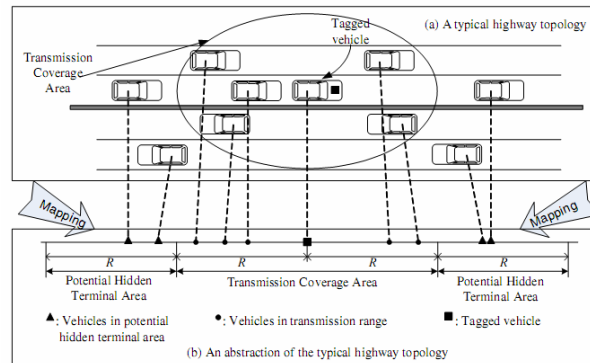 Tagged
vehicle
(a) A typical highway topology
Transmission
Coverage
Area
Mapping
Mapping
R R R R
Potential Hidden
Terminal Area
Transmission Coverage Area
Potential Hidden
Terminal Area
: Vehicles in potential
hidden terminal area
: Vehicles in transmission range
: Tagged vehicle
(b) An abstraction of the typical highway topology